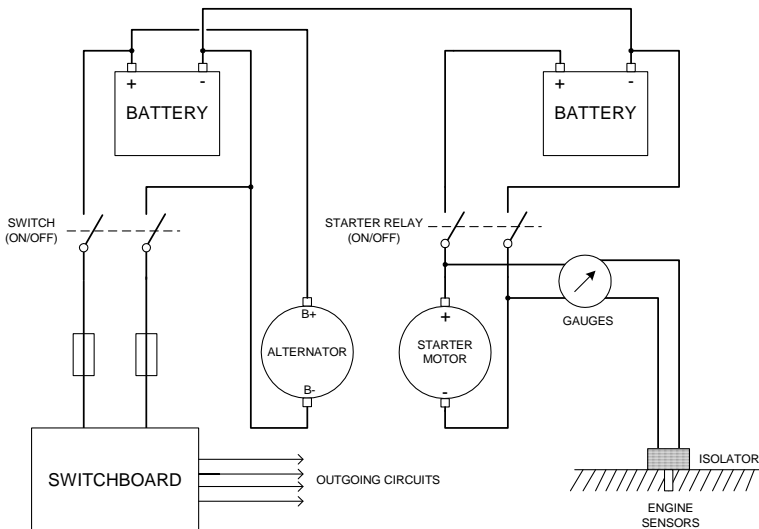 + -
BATTERY
+ -
BATTERY
SWITCH
(ON/OFF)
STARTER RELAY
(ON/OFF)
B+
ALTERNATOR
B-
+
STARTER
MOTOR
-
GAUGES
SWITCHBOARD
OUTGOING CIRCUITS
ISOLATOR
ENGINE
SENSORS